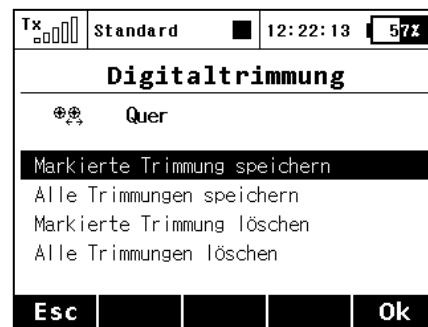 Tx Standard 12:22:13 57%
Digitaltrimmung
Quer
Markierte Trimmung speichern
Alle Trimmungen speichern
Markierte Trimmung löschen
Alle Trimmungen löschen
Esc Ok